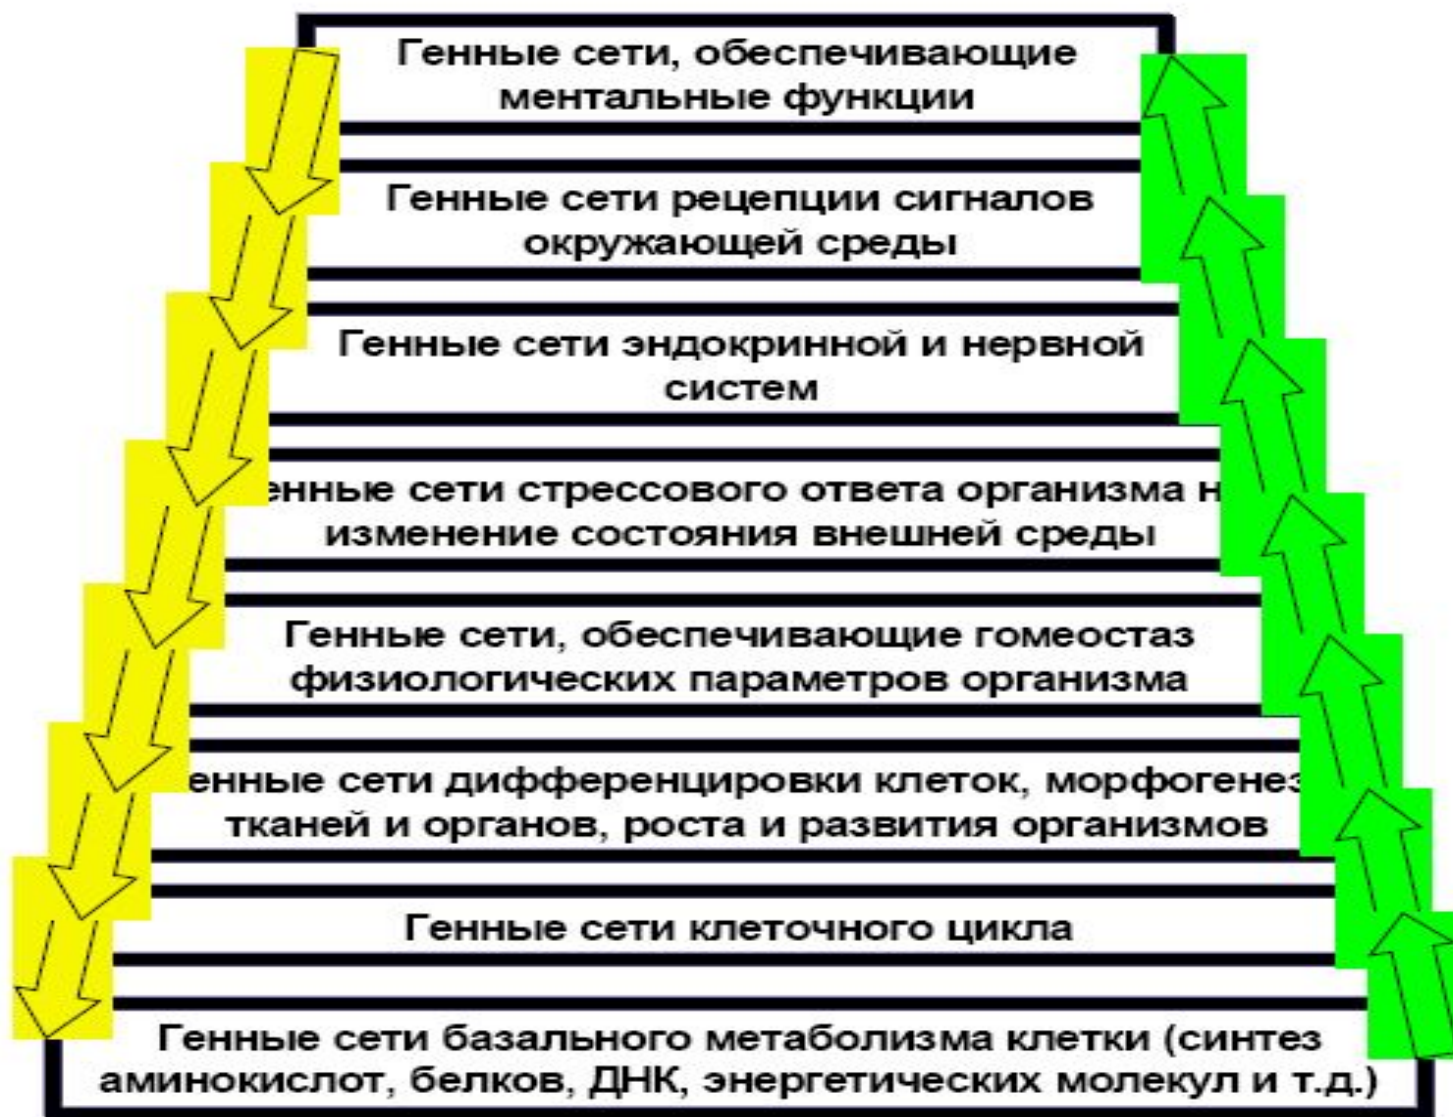 Генные сети, обеспечивающие
ментальные функции
Генные сети рецепции сигналов
окружающей среды
Генные сети эндокринной и нервной
систем
енные сети стрессового ответа организма н
изменение состояния внешней среды
Генные сети, обеспечивающие гомеостаз
физиологических параметров организма
енные сети дифференцировки клеток, морфогенез
тканей и органов, роста и развития организмов
Генные сети клеточного цикла
Генные сети базального метаболизма клетки (синтез
аминокислот, белков, ДНК, энергетических молекул и т.д.)